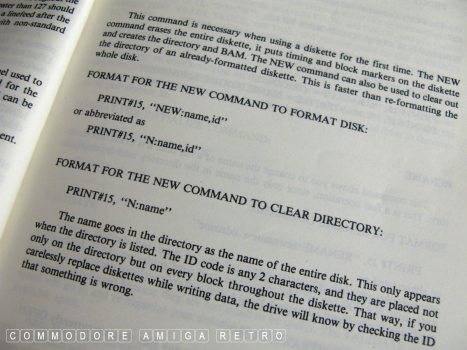 greater than 127 should
a linefeed after the
with non-standard
nel used to
d for the
can be
ent.
This command is necessary when using a diskette for the first time. The NEW
command erases the entire diskette, it puts timing and block markers on the diskette
and creates the directory and BAM. The NEW command can also be used to clear out
the directory of an already-formatted diskette. This is faster than re-formatting the
whole disk.
FORMAT FOR THE NEW COMMAND TO FORMAT DISK:
PRINT#15, “NEW:name,id”
or abbreviated as
PRINT#15, “N:name,id”
FORMAT FOR THE NEW COMMAND TO CLEAR DIRECTORY:
PRINT#15, “N:name”
The name goes in the directory as the name of the entire disk. This only appears
when the directory is listed. The ID code is any 2 characters, and they are placed not
only on the directory but on every block throughout the diskette. That way, if you
carelessly replace diskettes while writing data, the drive will know by checking the ID
that something is wrong.
COMMODORE AMIGA RETRO